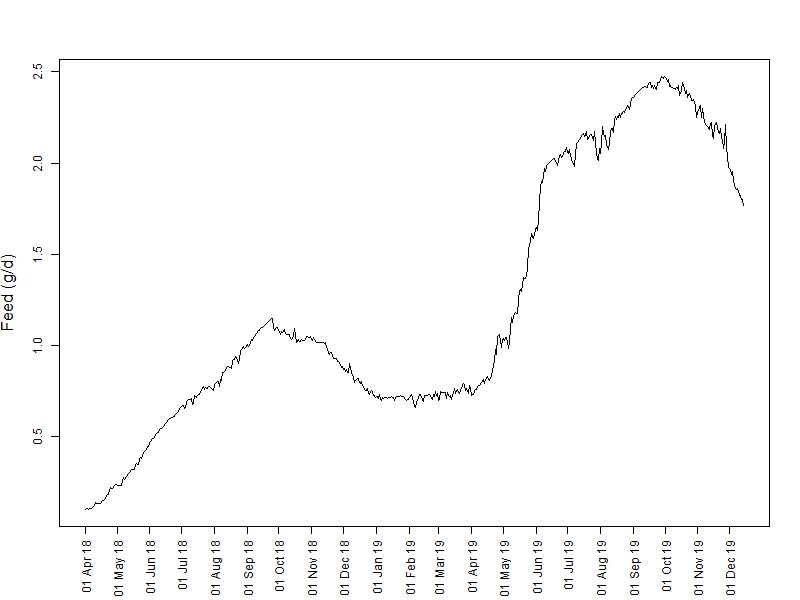 Feed (g/d)
2.5
2.0
1.5
1.0
0.5
01 Apr 18
01 May 18
01 Jun 18
01 Jul 18
01 Aug 18
01 Sep 18
01 Oct 18
01 Nov 18
01 Dec 18
01 Jan 19
01 Feb 19
01 Mar 19
01 Apr 19
01 May 19
01 Jun 19
01 Jul 19
01 Aug 19
01 Sep 19
01 Oct 19
01 Nov 19
01 Dec 19